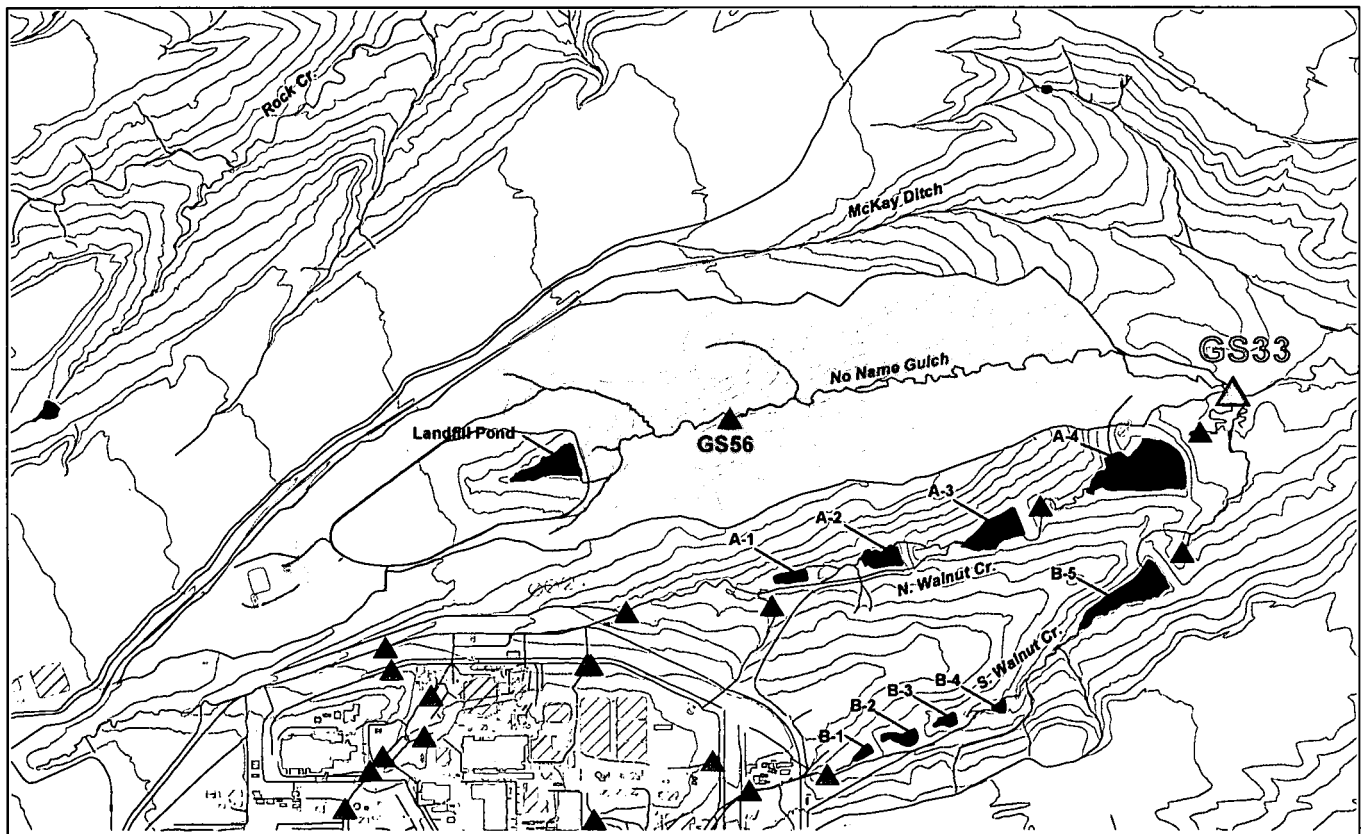 Rock Cr.
McKay Ditch
GS33
No Name Gulch
GS56
Landfill Pond
A-4
A-3
A-2
A-1
N. Walnut Cr.
B-5
S. Walnut Cr.
B-4
B-3
B-2
B-1